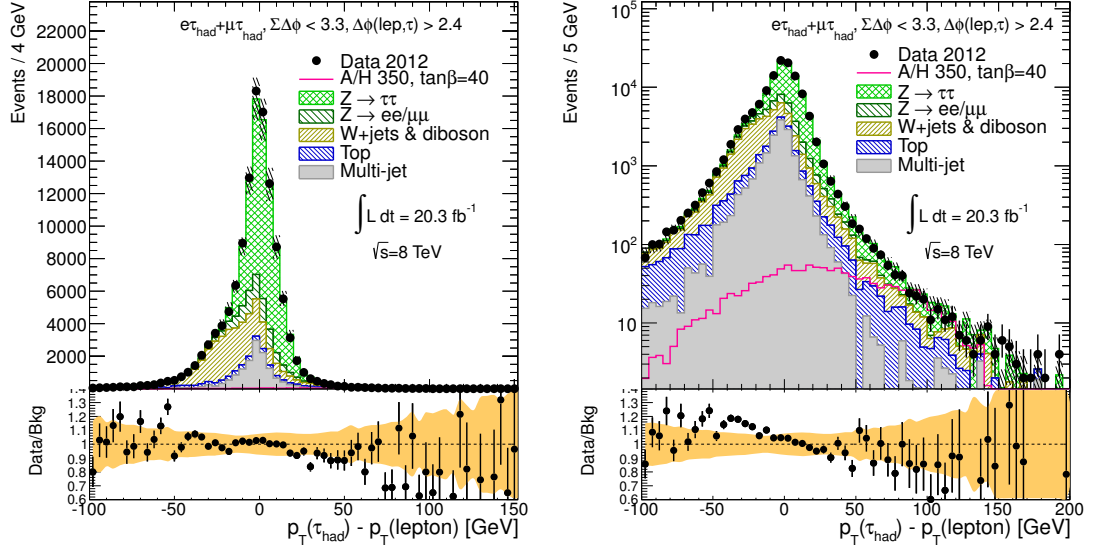 Events / 4 GeV
eτhad+μτhad, ΣΔϕ < 3.3, Δϕ(lep,τ) > 2.4
Data 2012
A/H 350, tanβ=40
Z → ττ
Z → ee/μμ
W+jets & diboson
Top
Multi-jet
∫ L dt = 20.3 fb⁻¹
√s=8 TeV
22000
20000
18000
16000
14000
12000
10000
8000
6000
4000
2000
Data/Bkg
1.4
1.3
1.2
1.1
1
0.9
0.8
0.7
0.6
-100 -50 0 50 100 150
pT(τhad) - pT(lepton) [GeV]
Events / 5 GeV
eτhad+μτhad, ΣΔϕ < 3.3, Δϕ(lep,τ) > 2.4
Data 2012
A/H 350, tanβ=40
Z → ττ
Z → ee/μμ
W+jets & diboson
Top
Multi-jet
∫ L dt = 20.3 fb⁻¹
√s=8 TeV
10⁵
10⁴
10³
10²
10
Data/Bkg
1.4
1.3
1.2
1.1
1
0.9
0.8
0.7
0.6
-100 -50 0 50 100 150 200
pT(τhad) - pT(lepton) [GeV]